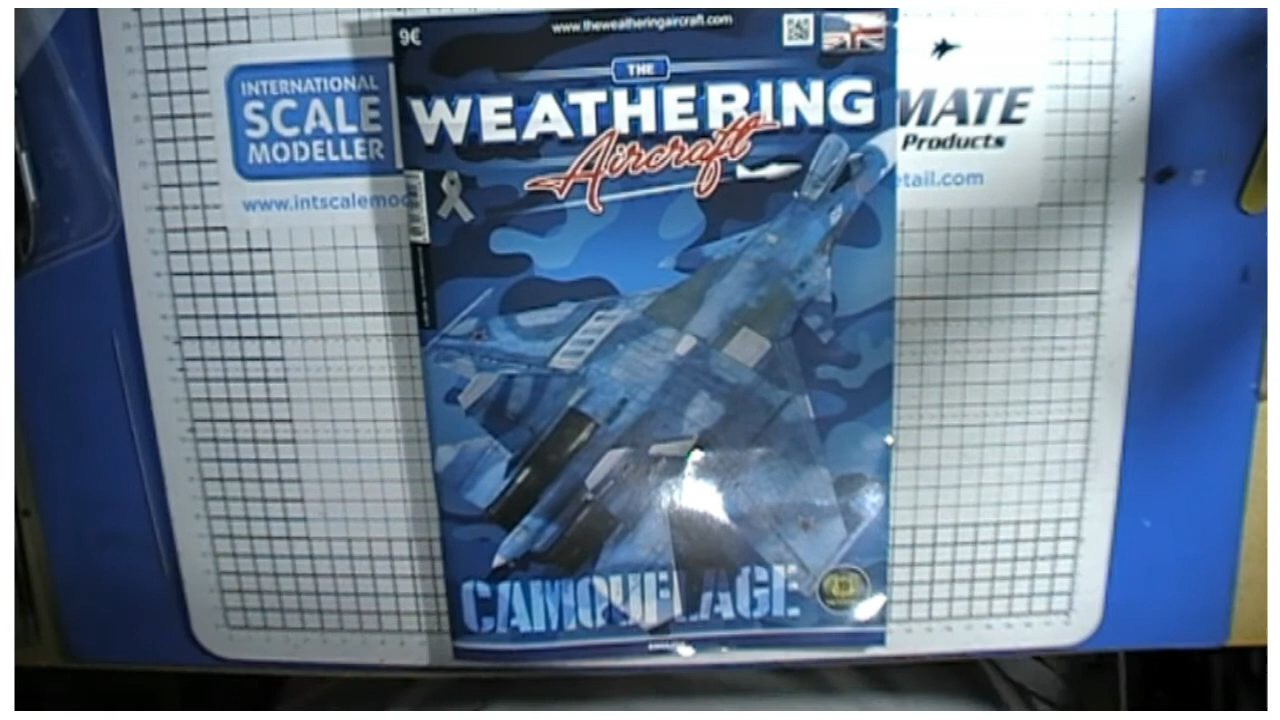 9€
www.theweatheringaircraft.com
THE
WEATHERING
Aircraft
INTERNATIONAL
SCALE
MODELLER
www.intscalemod
MATE
Products
etail.com
CAMOUFLAGE